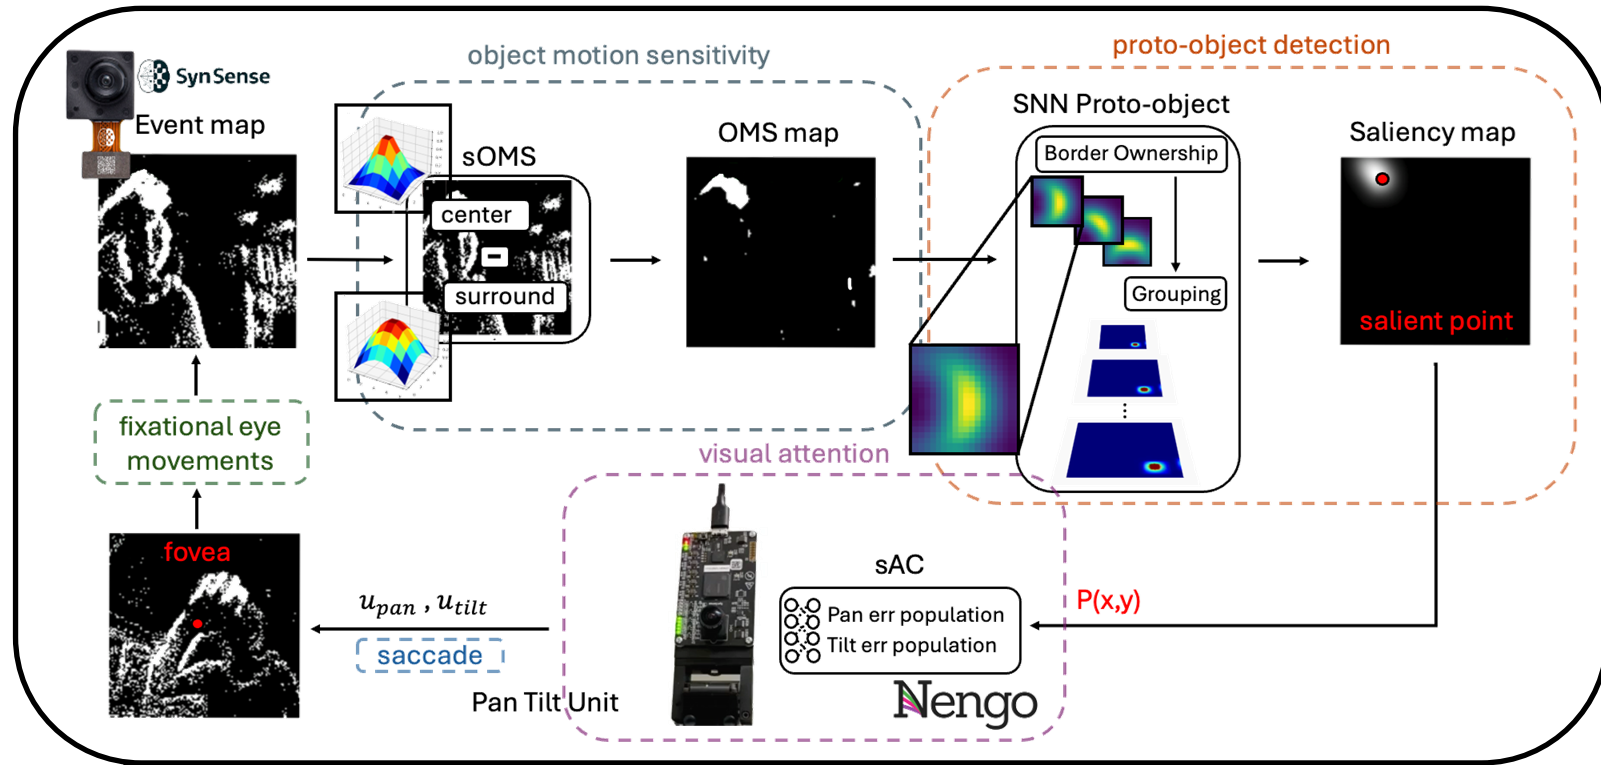 object motion sensitivity
proto-object detection
SynSense
Event map
sOMS
OMS map
SNN Proto-object
Saliency map
center
-
surround
Border Ownership
Grouping
salient point
fixational eye
movements
visual attention
fovea
u_pan , u_tilt
saccade
Pan Tilt Unit
sAC
Pan err population
Tilt err population
P(x,y)
Nengo